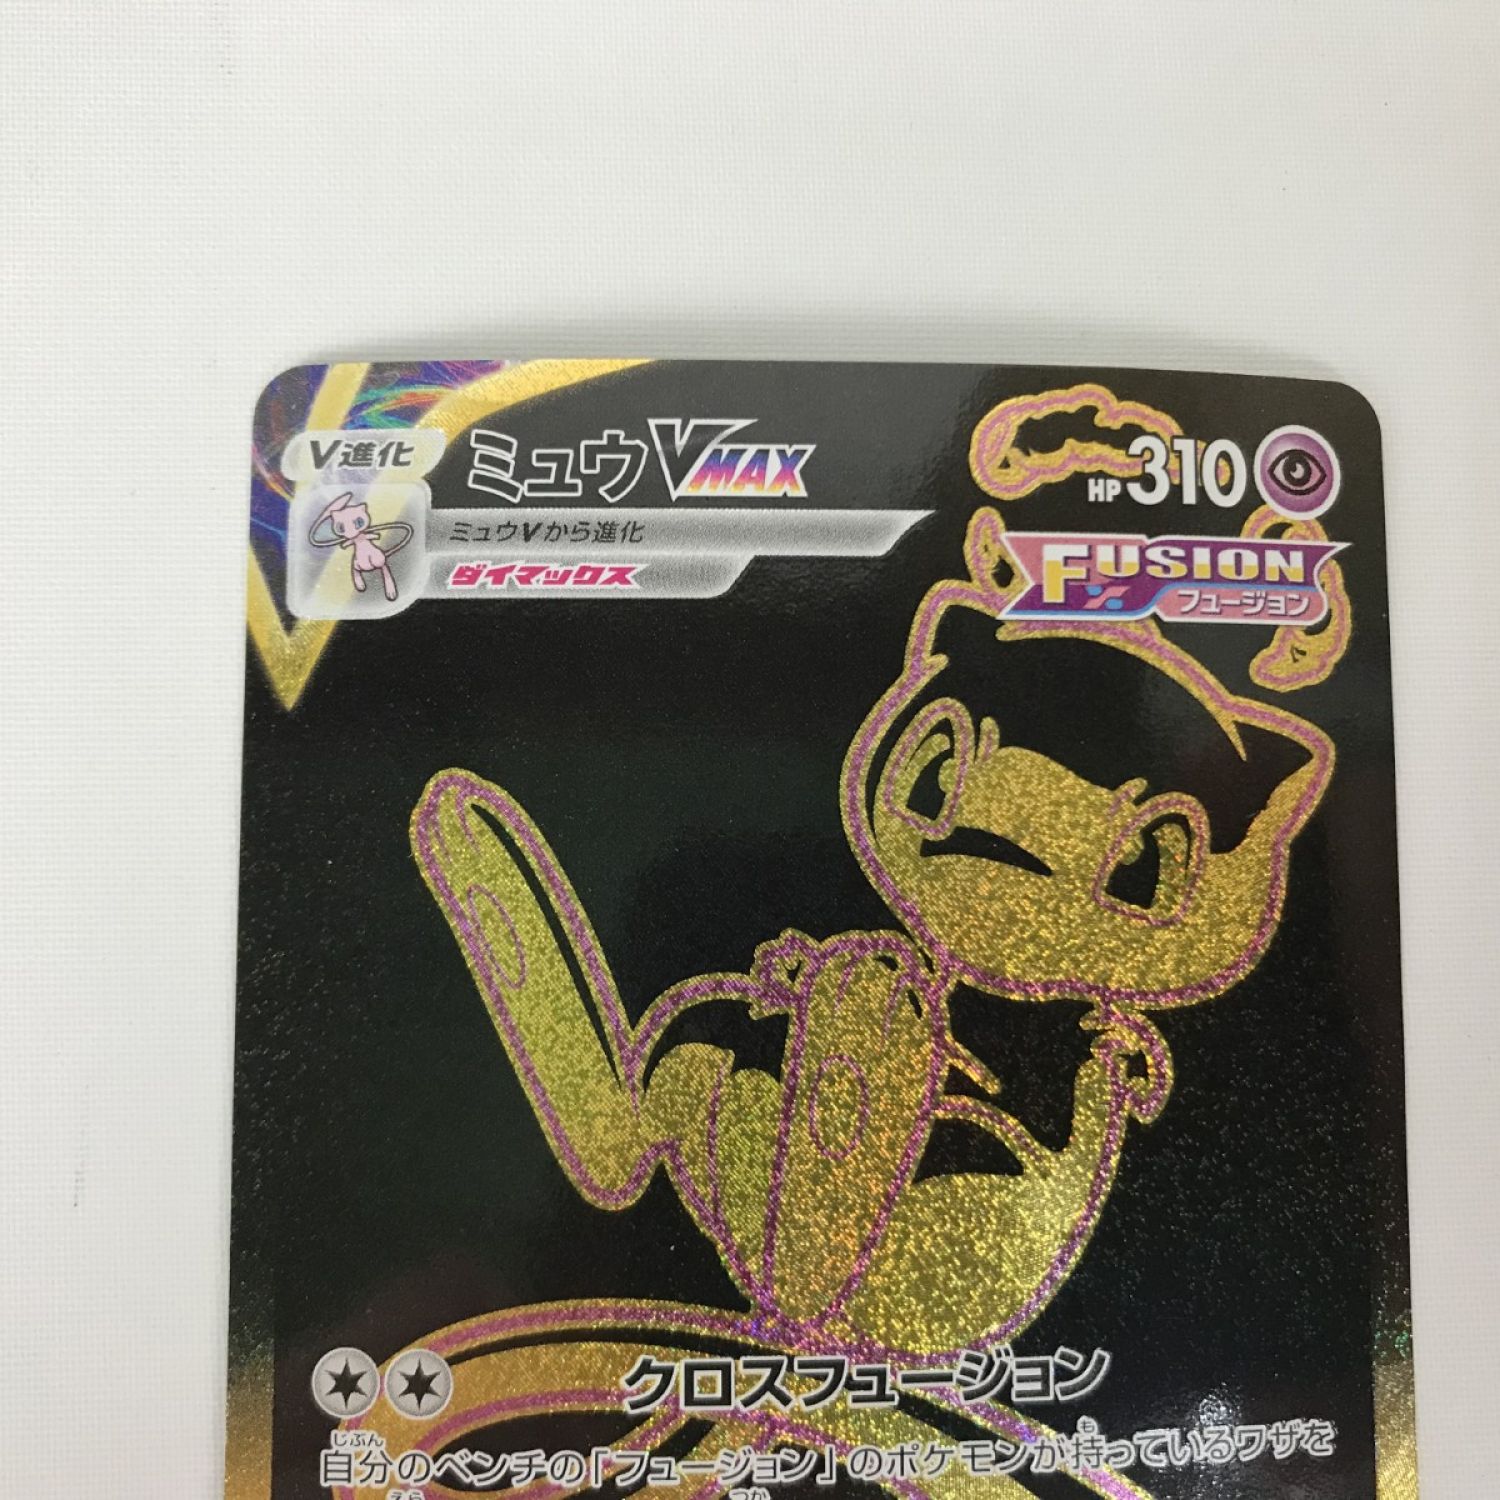 V進化
ミュウVMAX
HP310
ミュウVから進化
ダイマックス
FUSION
フュージョン
クロスフュージョン
自分のベンチの「フュージョン」のポケモンが持っているワザを